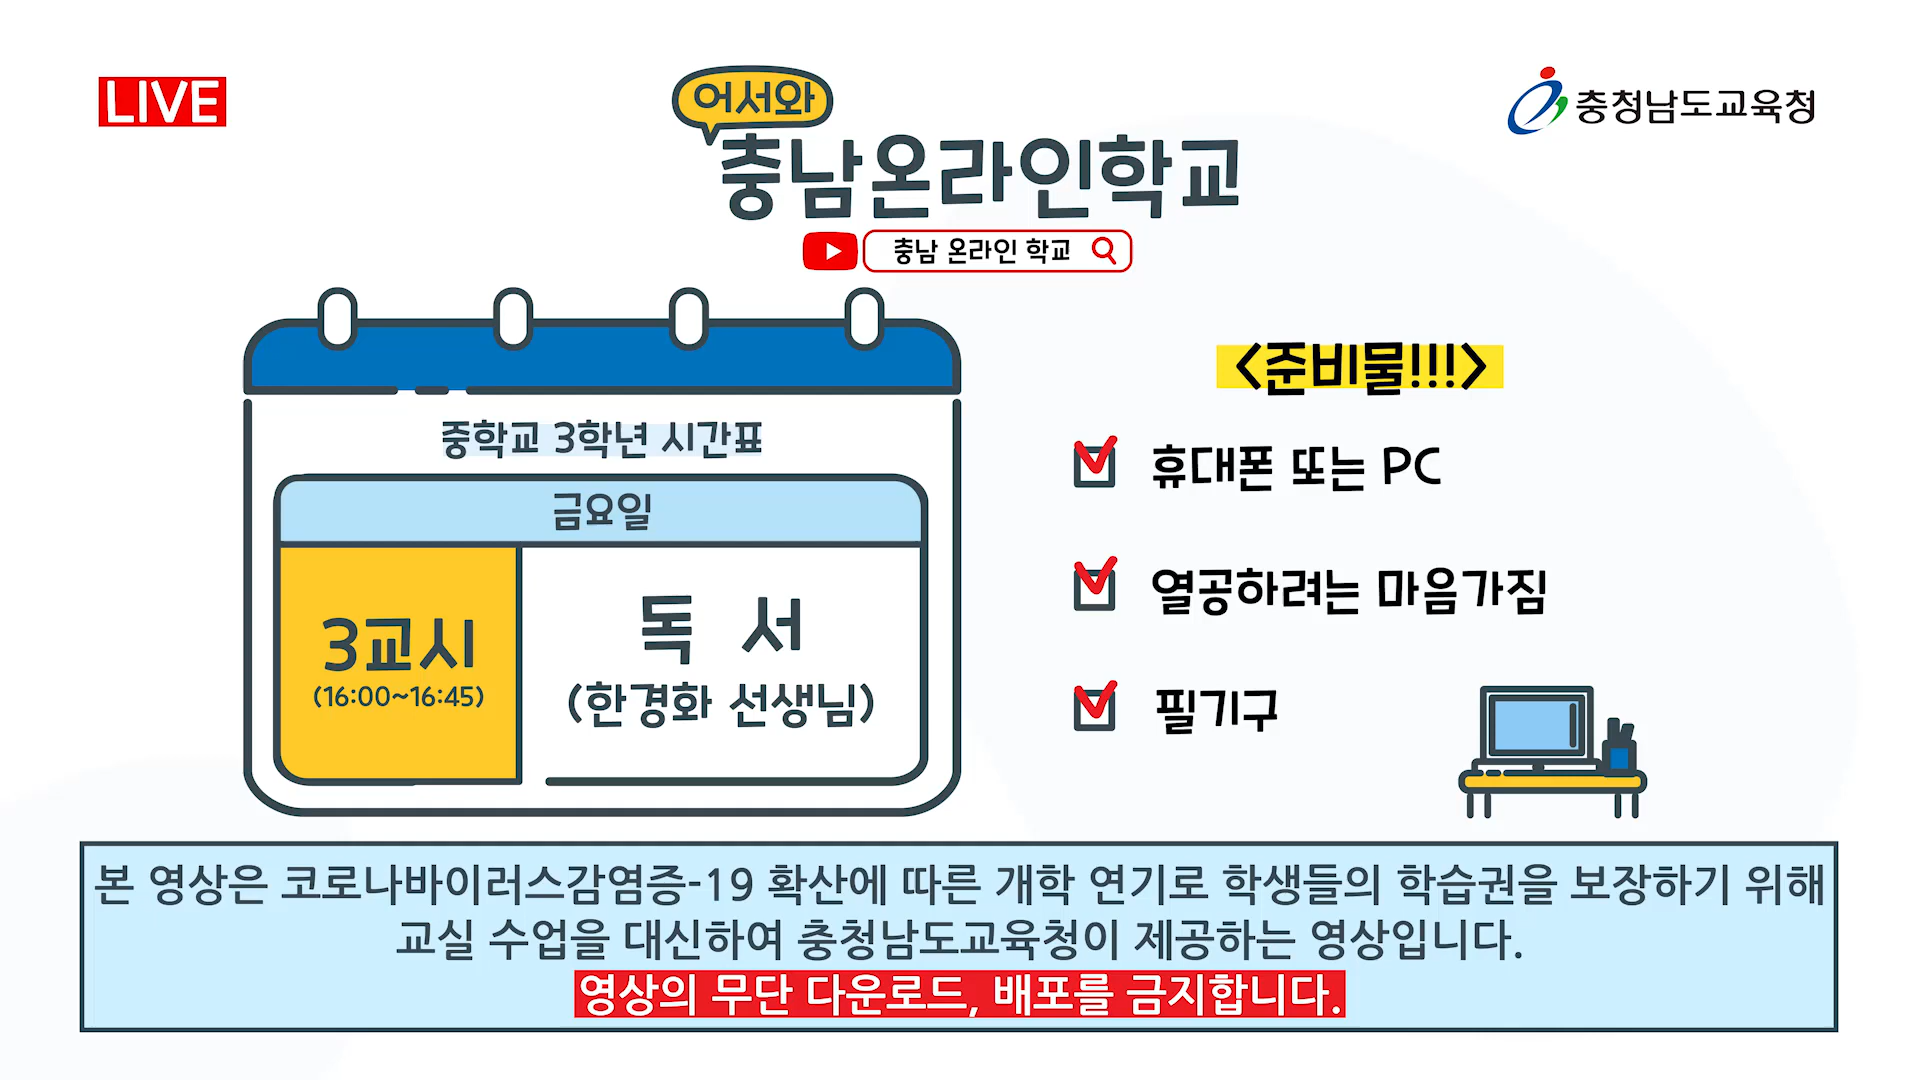 LIVE
어서와
충남온라인학교
충남 온라인 학교
충청남도교육청
중학교 3학년 시간표
금요일
3교시
(16:00~16:45)
독 서
(한경화 선생님)
<준비물!!!>
휴대폰 또는 PC
열공하려는 마음가짐
필기구
본 영상은 코로나바이러스감염증-19 확산에 따른 개학 연기로 학생들의 학습권을 보장하기 위해
교실 수업을 대신하여 충청남도교육청이 제공하는 영상입니다.
영상의 무단 다운로드, 배포를 금지합니다.